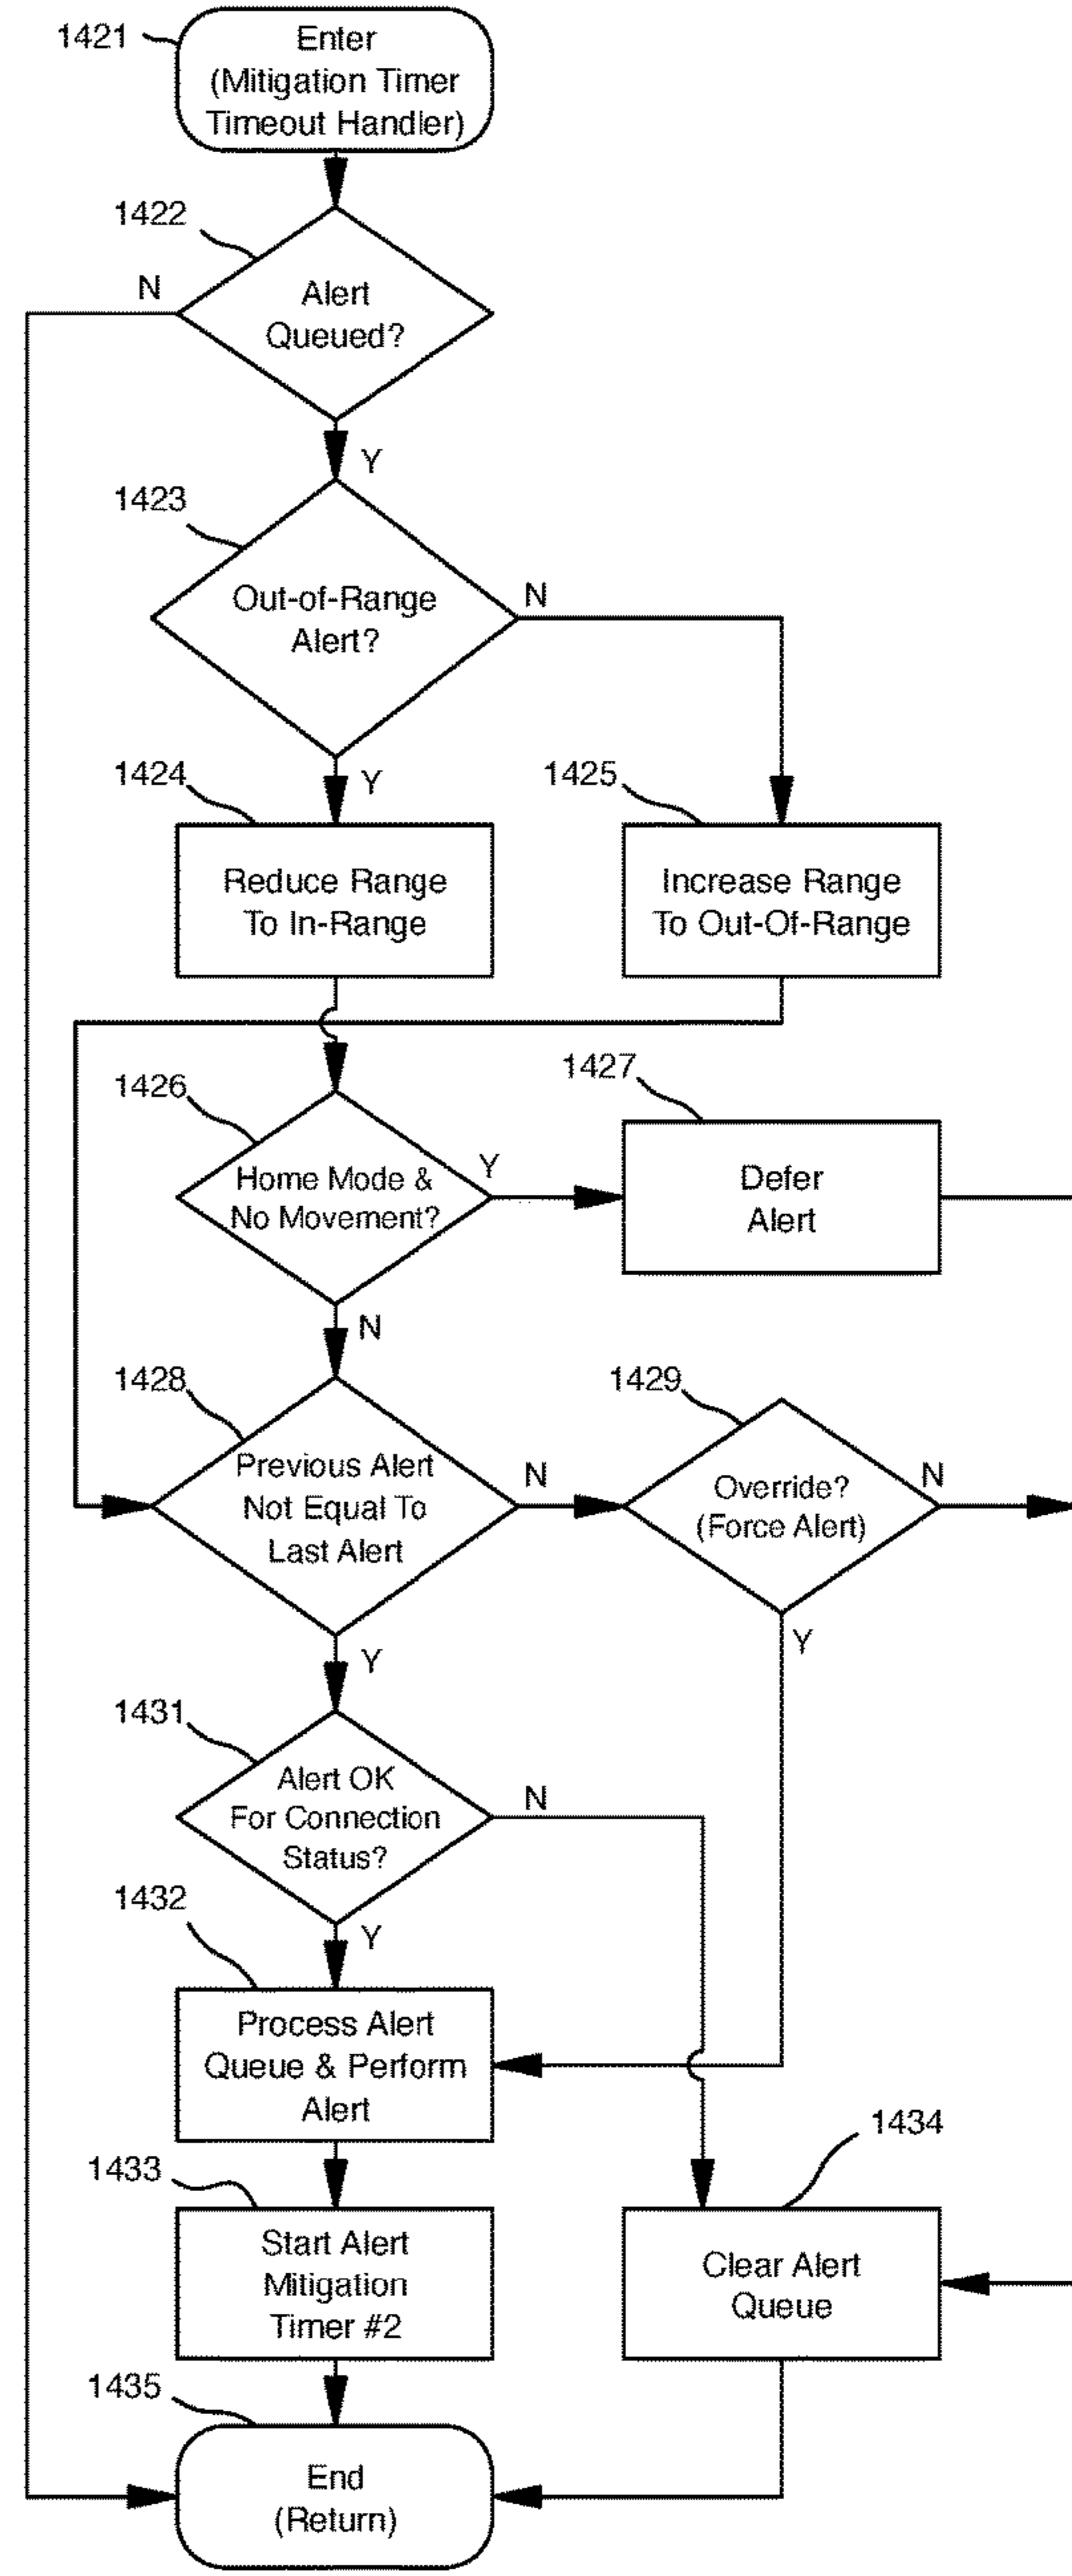 1421
Enter
(Mitigation Timer
Timeout Handler)
1422
N
Alert
Queued?
Y
1423
Out-of-Range
Alert?
N
Y
1424
1425
Reduce Range
To In-Range
Increase Range
To Out-Of-Range
1426
1427
Home Mode &
No Movement?
Y
Defer
Alert
N
1428
1429
Previous Alert
Not Equal To
Last Alert
N
Override?
(Force Alert)
N
Y
Y
1431
Alert OK
For Connection
Status?
N
1432
Y
Process Alert
Queue & Perform
Alert
1433
1434
Start Alert
Mitigation
Timer #2
Clear Alert
Queue
1435
End
(Return)